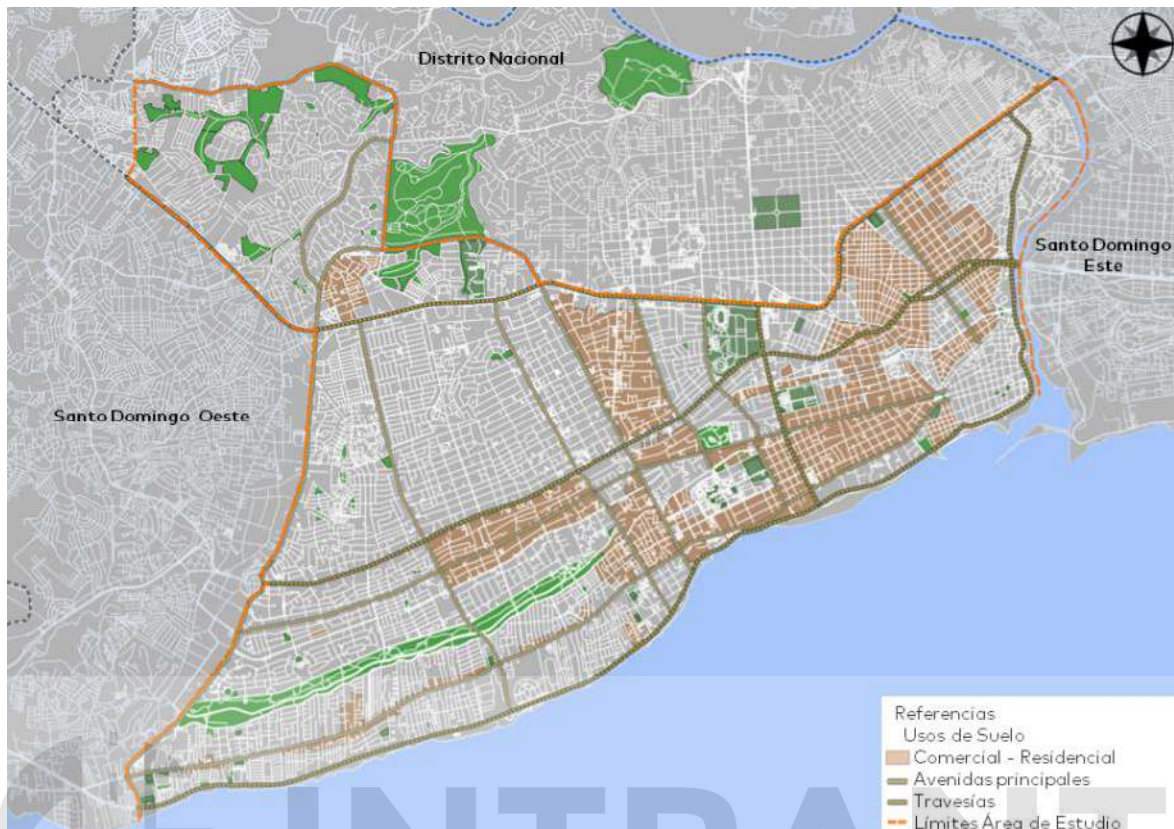 Distrito Nacional
Santo Domingo
Este
Santo Domingo Oeste
Referencias
Usos de Suelo
Comercial - Residencial
Avenidas principales
Travesías
Límites Área de Estudio
INTRANT